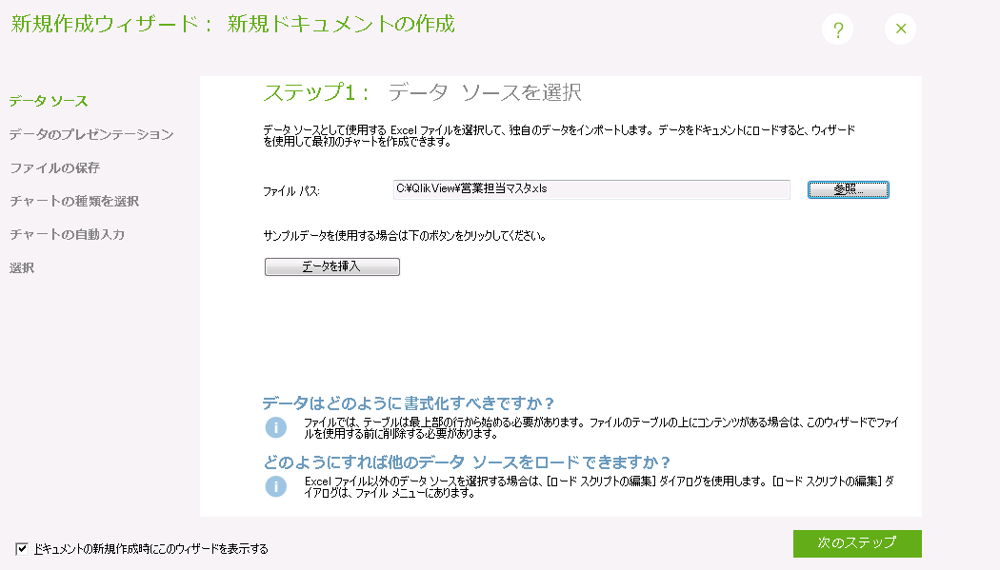 新規作成ウィザード： 新規ドキュメントの作成
?
×
データ ソース
データのプレゼンテーション
ファイルの保存
チャートの種類を選択
チャートの自動入力
選択
ステップ1： データ ソースを選択
データ ソースとして使用する Excel ファイルを選択して、独自のデータをインポートします。データをドキュメントにロードすると、ウィザード
を使用して最初のチャートを作成できます。
ファイル パス:
C:¥QlikView¥営業担当マスタ.xls
参照...
サンプルデータを使用する場合は下のボタンをクリックしてください。
データを挿入
データはどのように書式化すべきですか？
ファイルでは、テーブルは最上部の行から始める必要があります。ファイルのテーブルの上にコンテンツがある場合は、このウィザードでファイ
ルを使用する前に削除する必要があります。
どのようにすれば他のデータ ソースをロードできますか？
Excel ファイル以外のデータ ソースを選択する場合は、[ロード スクリプトの編集] ダイアログを使用します。[ロード スクリプトの編集] ダ
イアログは、ファイル メニューにあります。
ドキュメントの新規作成時にこのウィザードを表示する
次のステップ